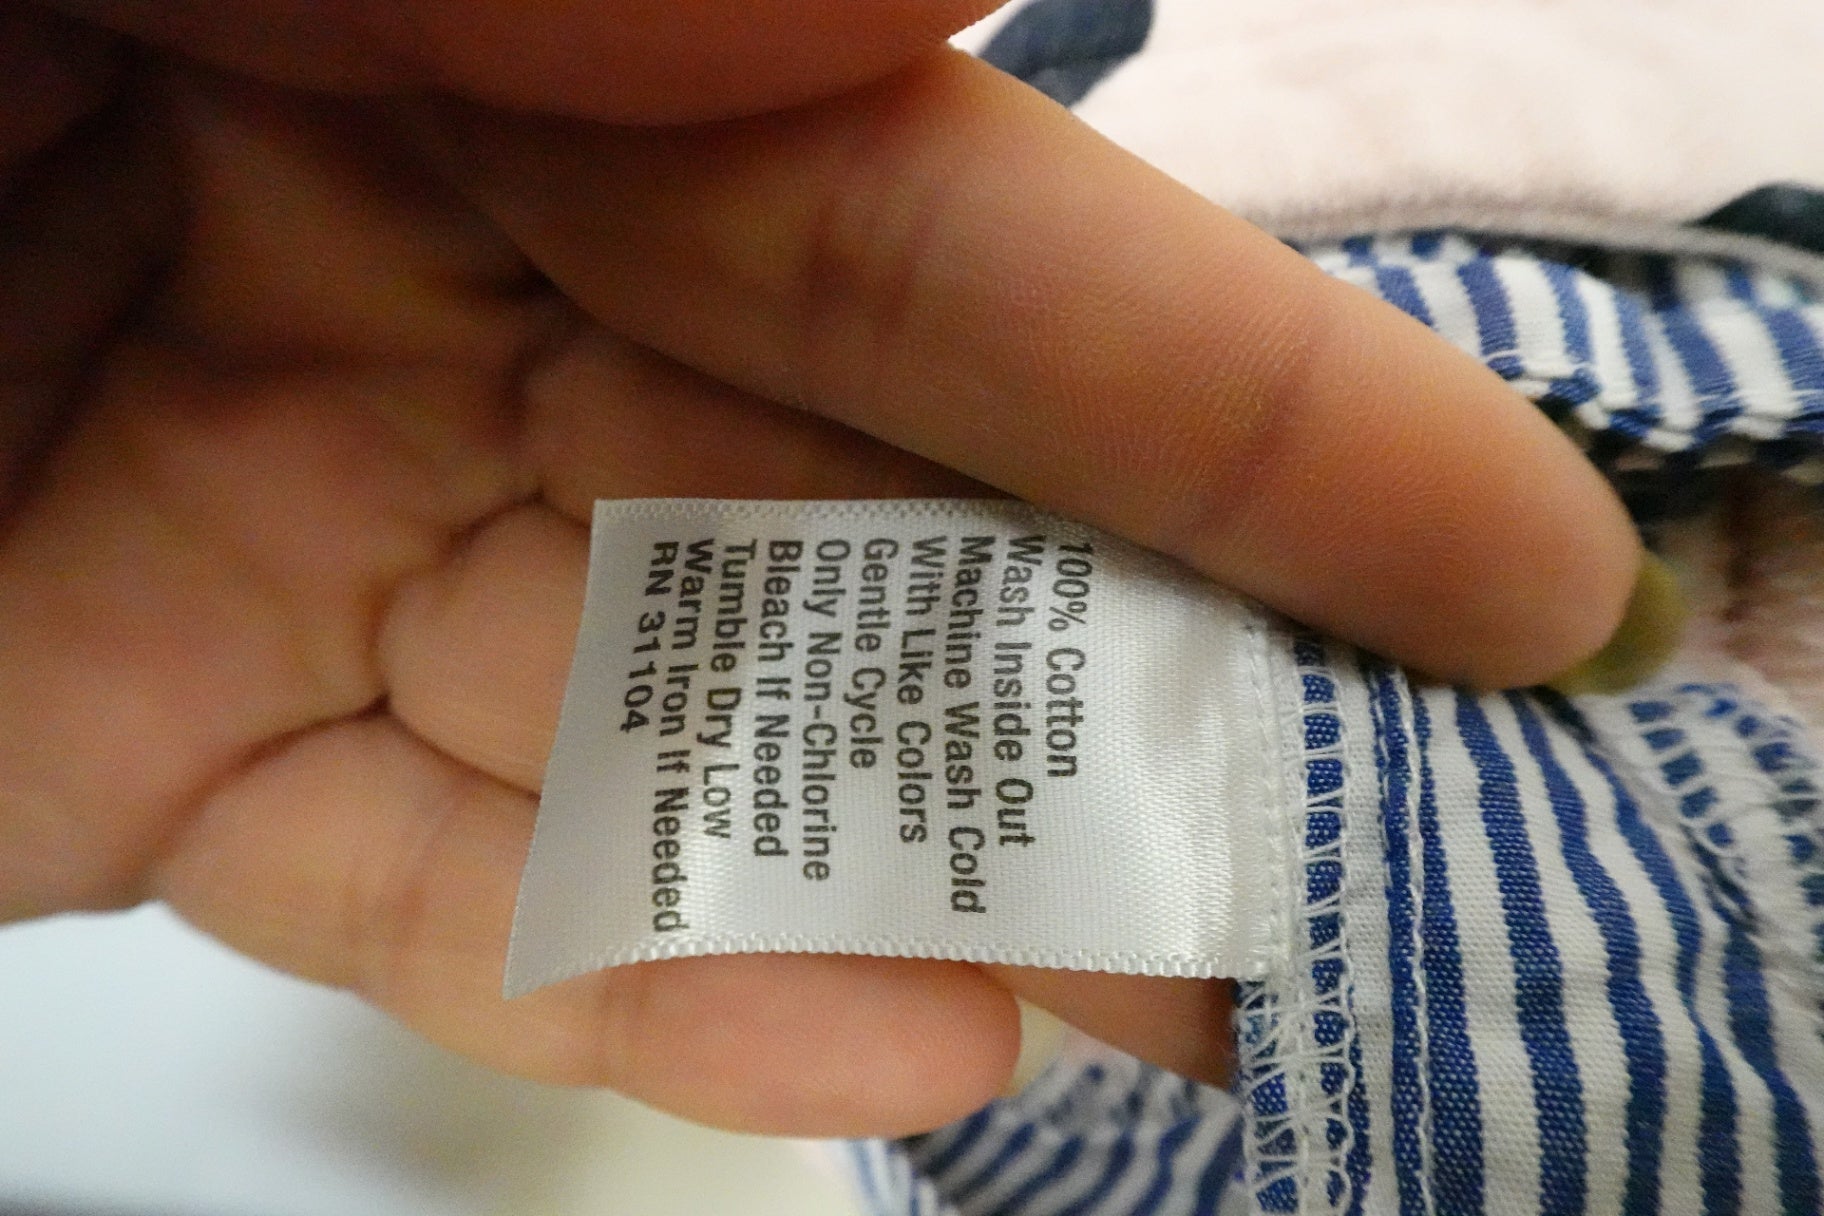 100% Cotton
Wash Inside Out
Machine Wash Cold
With Like Colors
Gentle Cycle
Only Non-Chlorine
Bleach If Needed
Tumble Dry Low
Warm Iron If Needed
RN 31104